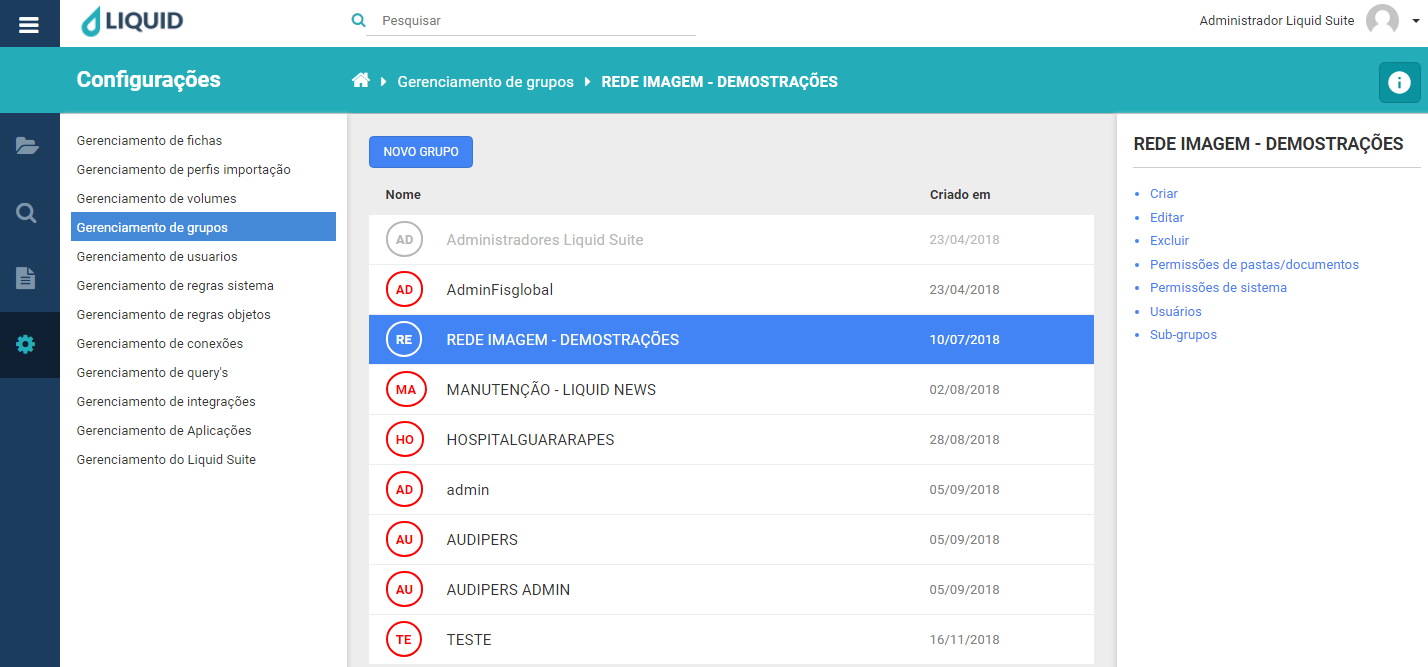 LIQUID
Pesquisar
Administrador Liquid Suite
Configurações
Gerenciamento de grupos
REDE IMAGEM - DEMOSTRAÇÕES
Gerenciamento de fichas
Gerenciamento de perfis importação
Gerenciamento de volumes
Gerenciamento de grupos
Gerenciamento de usuarios
Gerenciamento de regras sistema
Gerenciamento de regras objetos
Gerenciamento de conexões
Gerenciamento de query's
Gerenciamento de integrações
Gerenciamento de Aplicações
Gerenciamento do Liquid Suite
NOVO GRUPO
Nome Criado em
AD Administradores Liquid Suite 23/04/2018
AD AdminFisglobal 23/04/2018
RE REDE IMAGEM - DEMOSTRAÇÕES 10/07/2018
MA MANUTENÇÃO - LIQUID NEWS 02/08/2018
HO HOSPITALGUARARAPES 28/08/2018
AD admin 05/09/2018
AU AUDIPERS 05/09/2018
AU AUDIPERS ADMIN 05/09/2018
TE TESTE 16/11/2018
REDE IMAGEM - DEMOSTRAÇÕES
Criar
Editar
Excluir
Permissões de pastas/documentos
Permissões de sistema
Usuários
Sub-grupos